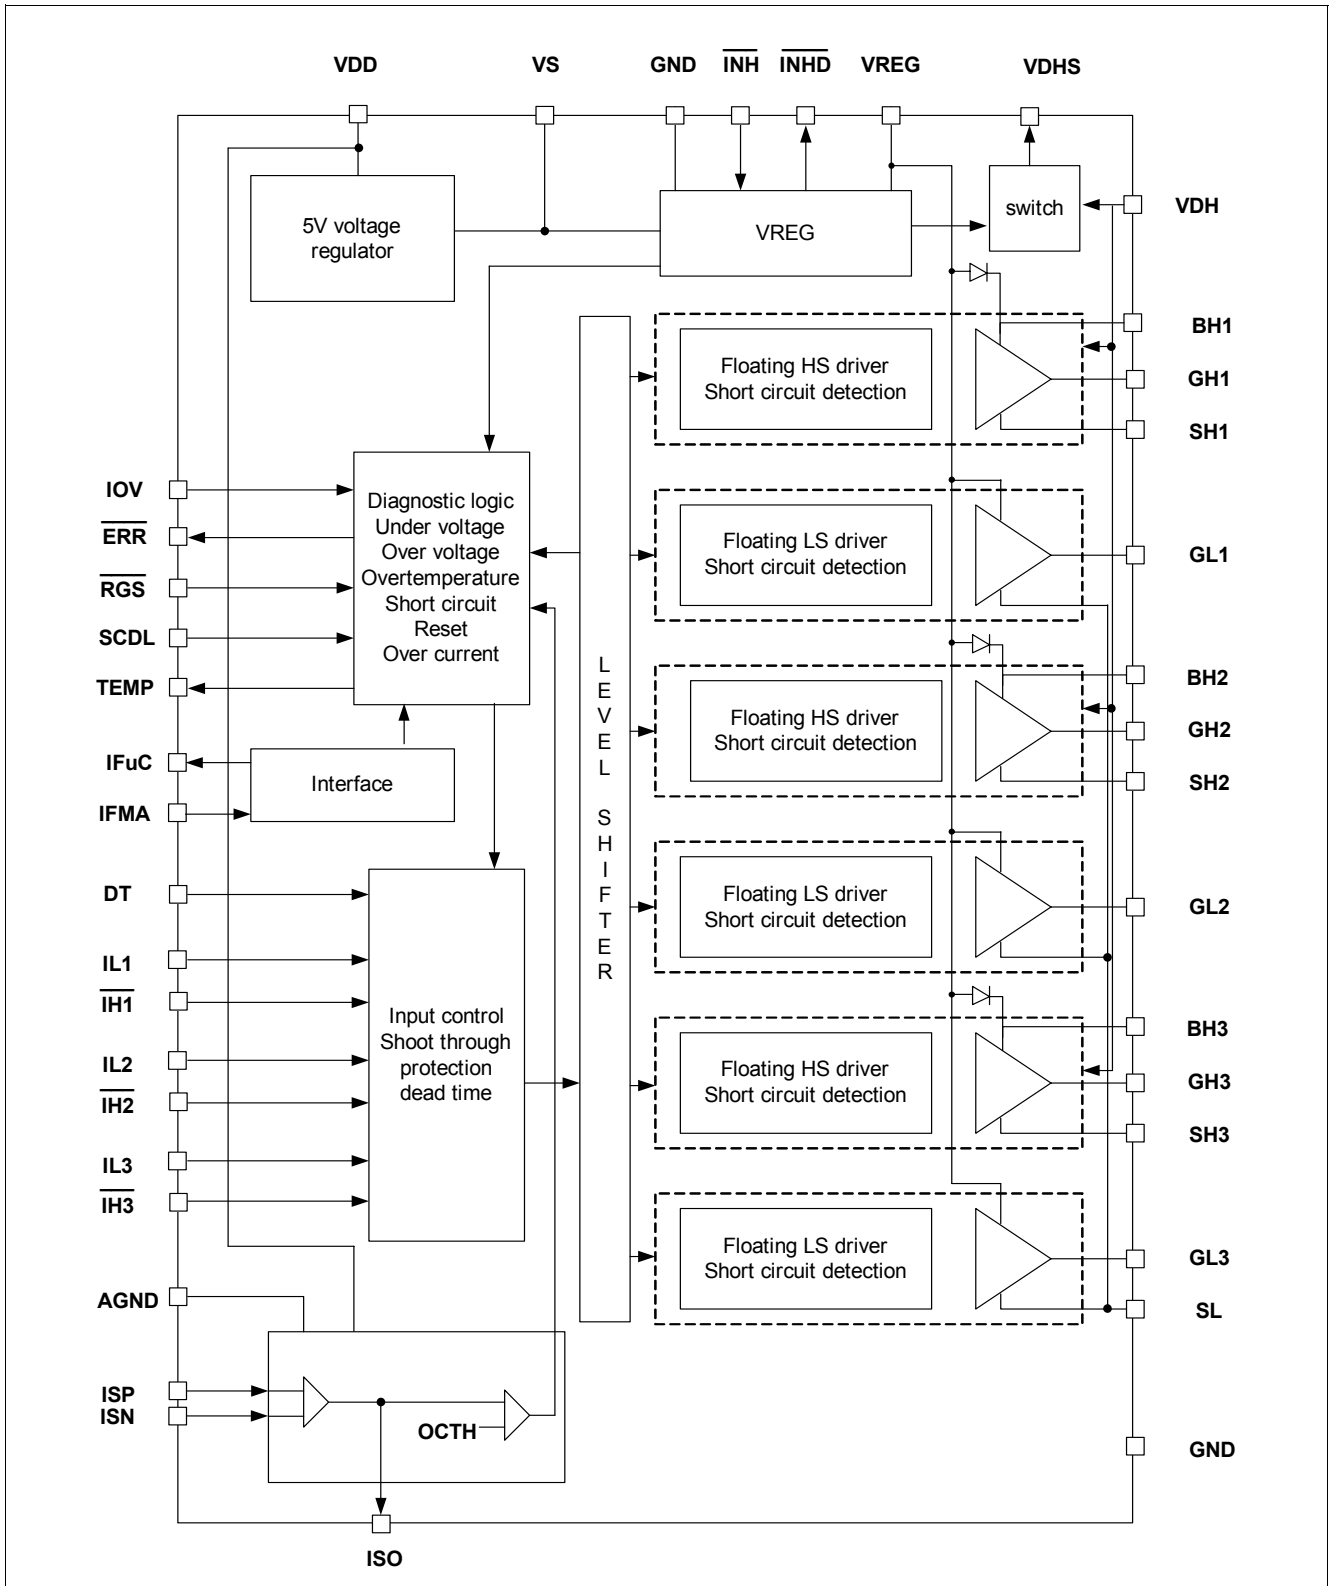 VDD VS GND INH INHD VREG VDHS
5V voltage
regulator
VREG
switch
VDH
Floating HS driver
Short circuit detection
BH1
GH1
SH1
IOV
ERR
RGS
SCDL
TEMP
Diagnostic logic
Under voltage
Over voltage
Overtemperature
Short circuit
Reset
Over current
Floating LS driver
Short circuit detection
GL1
LEVEL SHIFTER
Floating HS driver
Short circuit detection
BH2
GH2
SH2
IFuC
IFMA
Interface
Floating LS driver
Short circuit detection
GL2
DT
IL1
IH1
IL2
IH2
IL3
IH3
Input control
Shoot through
protection
dead time
Floating HS driver
Short circuit detection
BH3
GH3
SH3
Floating LS driver
Short circuit detection
GL3
SL
AGND
ISP
ISN
OCTH
GND
ISO